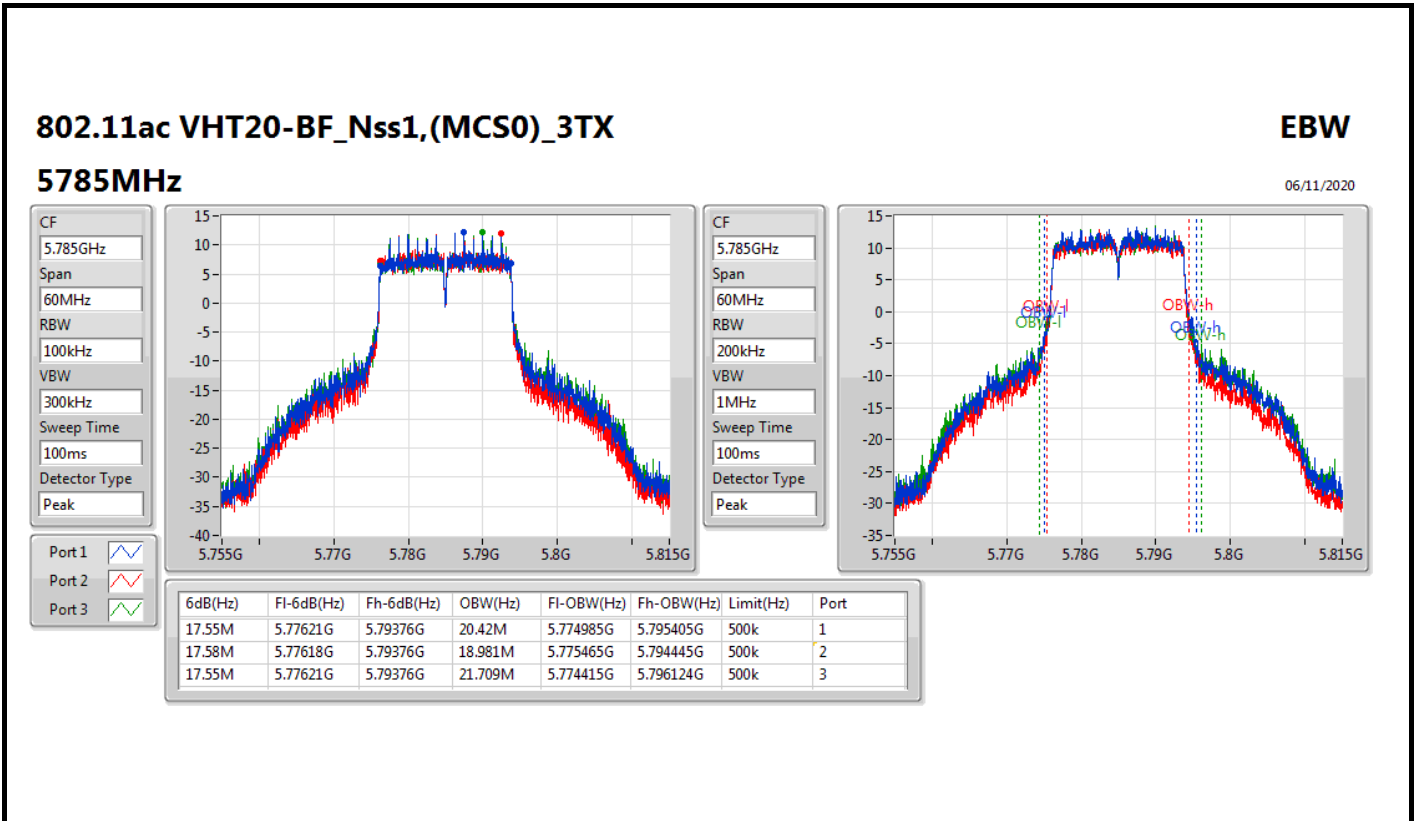 802.11ac VHT20-BF_Nss1,(MCS0)_3TX
EBW
5785MHz
06/11/2020
CF
5.785GHz
Span
60MHz
RBW
100kHz
VBW
300kHz
Sweep Time
100ms
Detector Type
Peak
15
10
5
0
-5
-10
-15
-20
-25
-30
-35
-40
5.755G 5.77G 5.78G 5.79G 5.8G 5.815G
CF
5.785GHz
Span
60MHz
RBW
200kHz
VBW
1MHz
Sweep Time
100ms
Detector Type
Peak
15
10
5
0
-5
-10
-15
-20
-25
-30
-35
OBW-l
OBW-l
OBW-l
OBW-h
OBW-h
OBW-h
5.755G 5.77G 5.78G 5.79G 5.8G 5.815G
Port 1
Port 2
Port 3
6dB(Hz) Fl-6dB(Hz) Fh-6dB(Hz) OBW(Hz) Fl-OBW(Hz) Fh-OBW(Hz) Limit(Hz) Port
17.55M 5.77621G 5.79376G 20.42M 5.774985G 5.795405G 500k 1
17.58M 5.77618G 5.79376G 18.981M 5.775465G 5.794445G 500k 2
17.55M 5.77621G 5.79376G 21.709M 5.774415G 5.796124G 500k 3